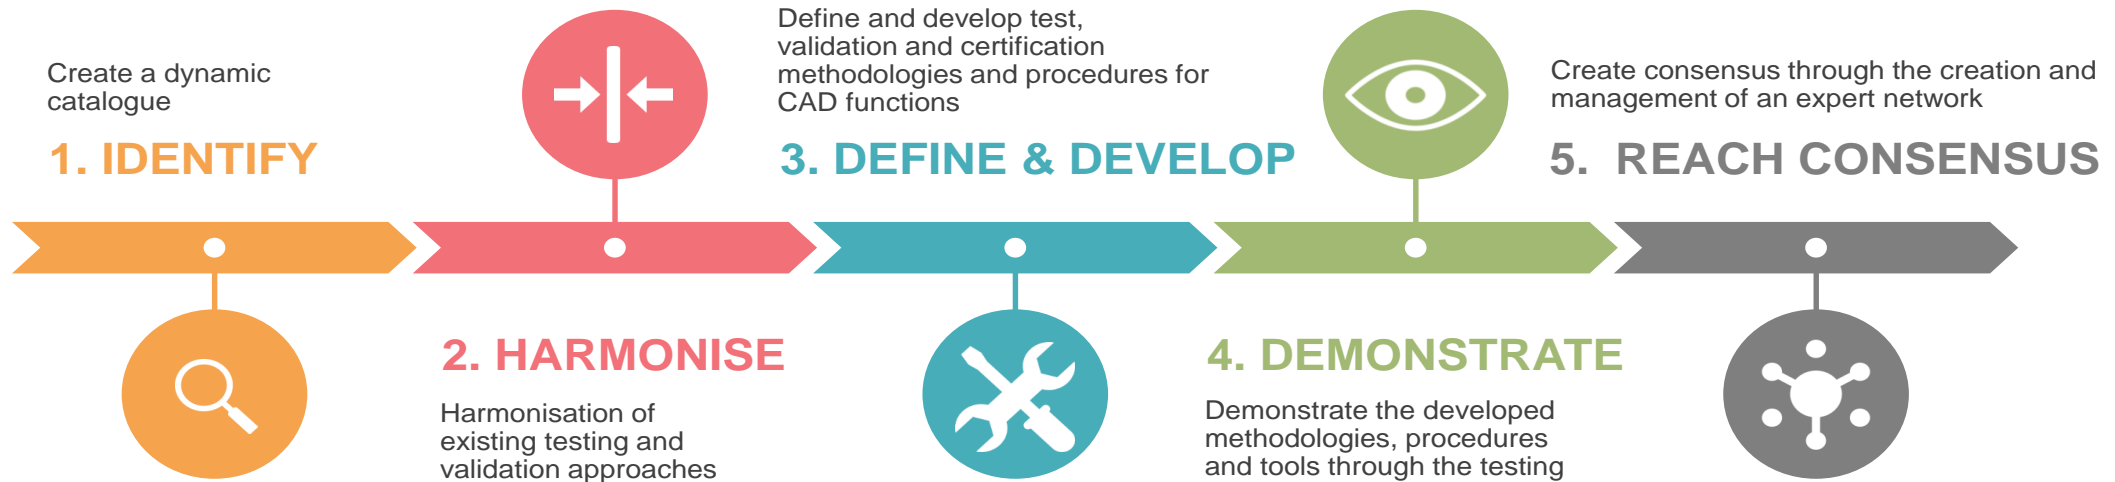 Create a dynamic
catalogue
1. IDENTIFY
2. HARMONISE
Harmonisation of
existing testing and
validation approaches
Define and develop test,
validation and certification
methodologies and procedures for
CAD functions
3. DEFINE & DEVELOP
4. DEMONSTRATE
Demonstrate the developed
methodologies, procedures
and tools through the testing
Create consensus through the creation and
management of an expert network
5. REACH CONSENSUS